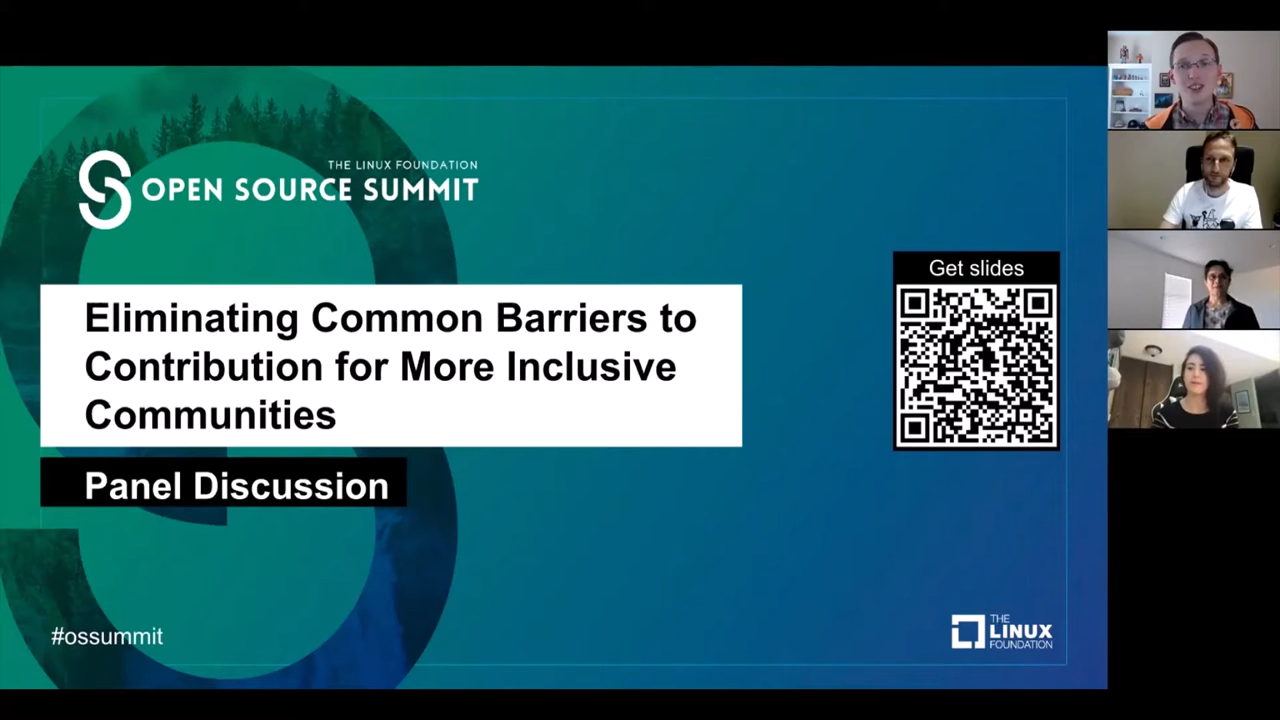 THE LINUX FOUNDATION
OPEN SOURCE SUMMIT
Get slides
Eliminating Common Barriers to
Contribution for More Inclusive
Communities
Panel Discussion
#ossummit
THE
LINUX
FOUNDATION